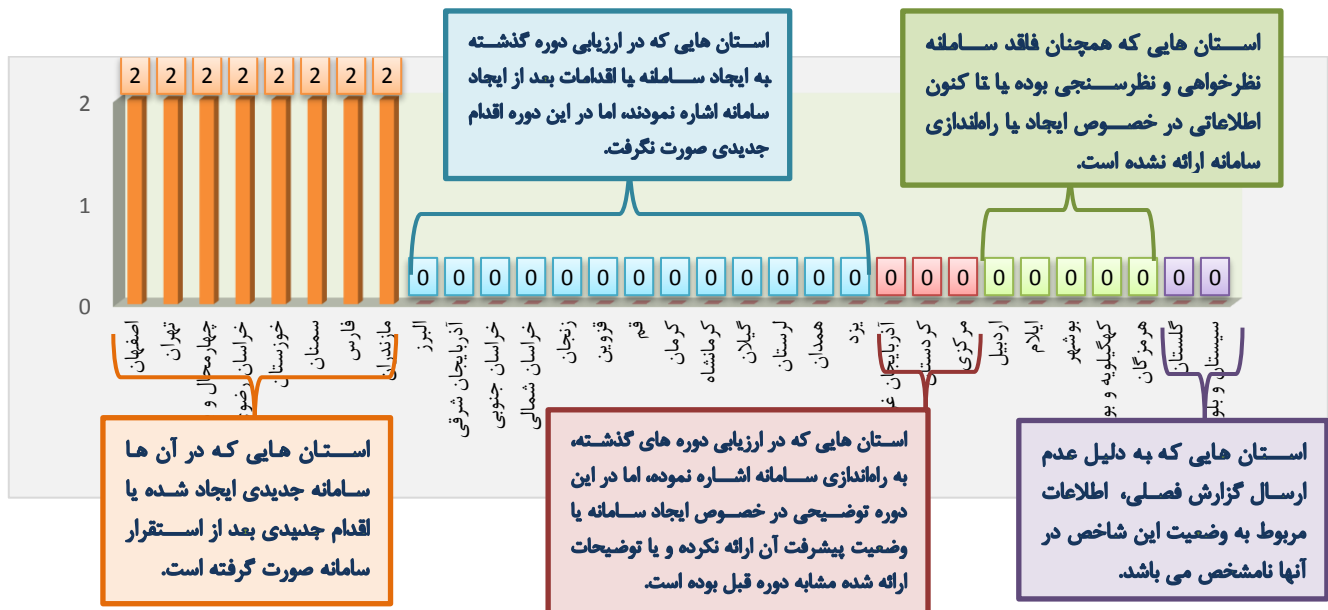 استان هایی که در ارزیابی دوره گذشته
به ایجاد سامانه یا اقدامات بعد از ایجاد
سامانه اشاره نمودند، اما در این دوره اقدام
جدیدی صورت نگرفت.
استان هایی که همچنان فاقد سامانه
نظرخواهی و نظرسنجی بوده یا تا کنون
اطلاعاتی در خصوص ایجاد یا راه‌اندازی
سامانه ارائه نشده است.
2 2 2 2 2 2 2 2
2
1
0
0 0 0 0 0 0 0 0 0 0 0 0 0 0 0 0 0 0 0 0 0 0 0
اصفهان
تهران
چهارمحال و
خراسان رضوی
خوزستان
سمنان
فارس
مازندران
البرز
آذربایجان شرقی
خراسان جنوبی
خراسان شمالی
زنجان
قزوین
قم
کرمان
کرمانشاه
گیلان
لرستان
همدان
یزد
آذربایجان غر
کردستان
مرکزی
اردبیل
ایلام
بوشهر
کهگیلویه و بو
هرمزگان
گلستان
سیستان و بلو
استان هایی که در آن ها
سامانه جدیدی ایجاد شده یا
اقدام جدیدی بعد از استقرار
سامانه صورت گرفته است.
استان هایی که در ارزیابی دوره های گذشته،
به راه‌اندازی سامانه اشاره نموده، اما در این
دوره توضیحی در خصوص ایجاد سامانه یا
وضعیت پیشرفت آن ارائه نکرده و یا توضیحات
ارائه شده مشابه دوره قبل بوده است.
استان هایی که به دلیل عدم
ارسال گزارش فصلی، اطلاعات
مربوط به وضعیت این شاخص در
آنها نامشخص می باشد.